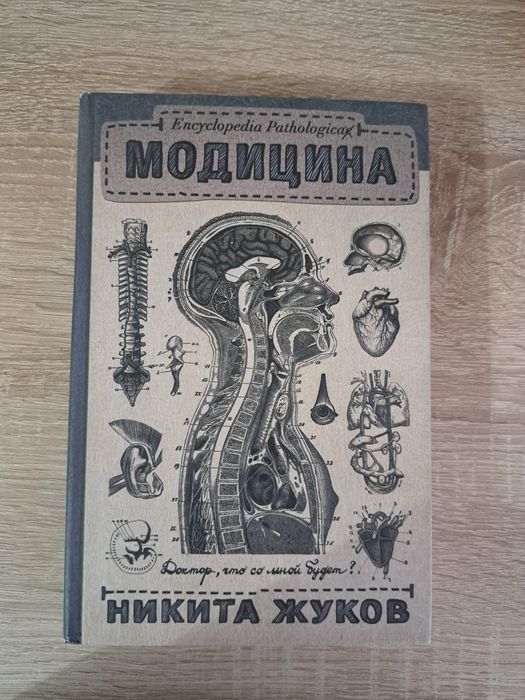 Encyclopedia Pathologica
МОДИЦИНА
Доктор, что со мной будет?
НИКИТА ЖУКОВ